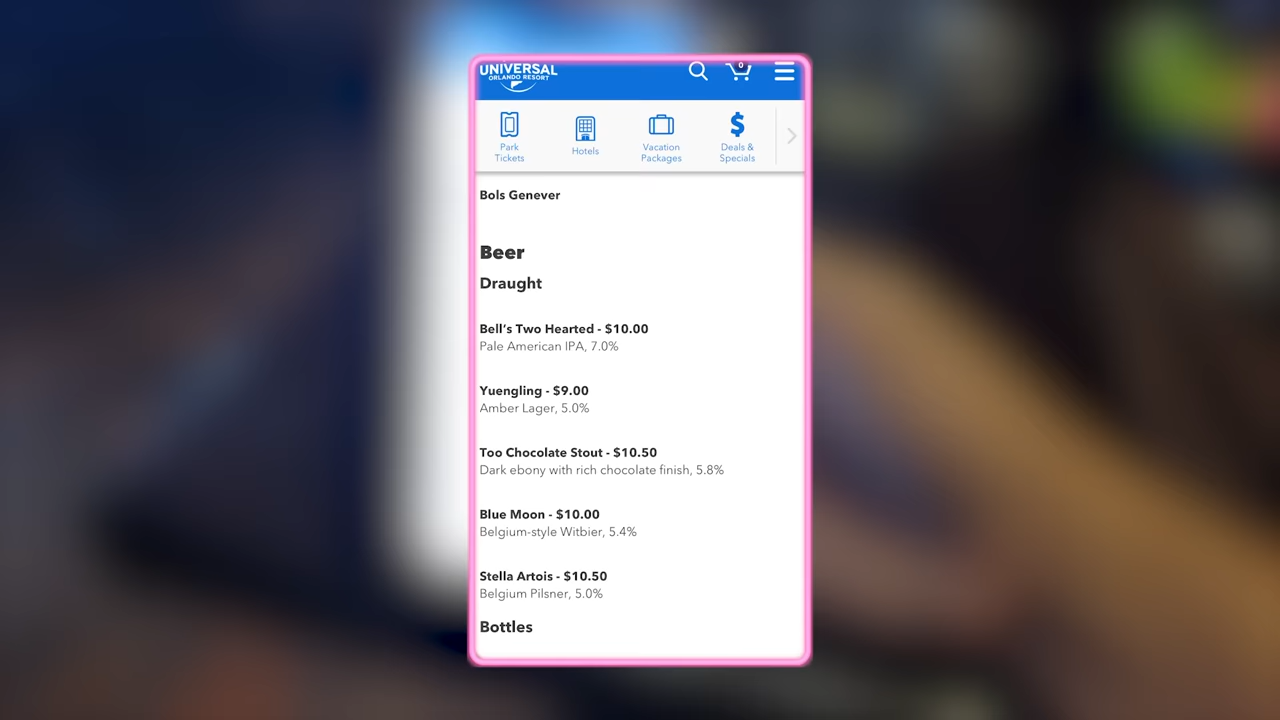 UNIVERSAL
ORLANDO RESORT
0
Park
Tickets
Hotels
Vacation
Packages
Deals &
Specials
Bols Genever
Beer
Draught
Bell's Two Hearted - $10.00
Pale American IPA, 7.0%
Yuengling - $9.00
Amber Lager, 5.0%
Too Chocolate Stout - $10.50
Dark ebony with rich chocolate finish, 5.8%
Blue Moon - $10.00
Belgium-style Witbier, 5.4%
Stella Artois - $10.50
Belgium Pilsner, 5.0%
Bottles